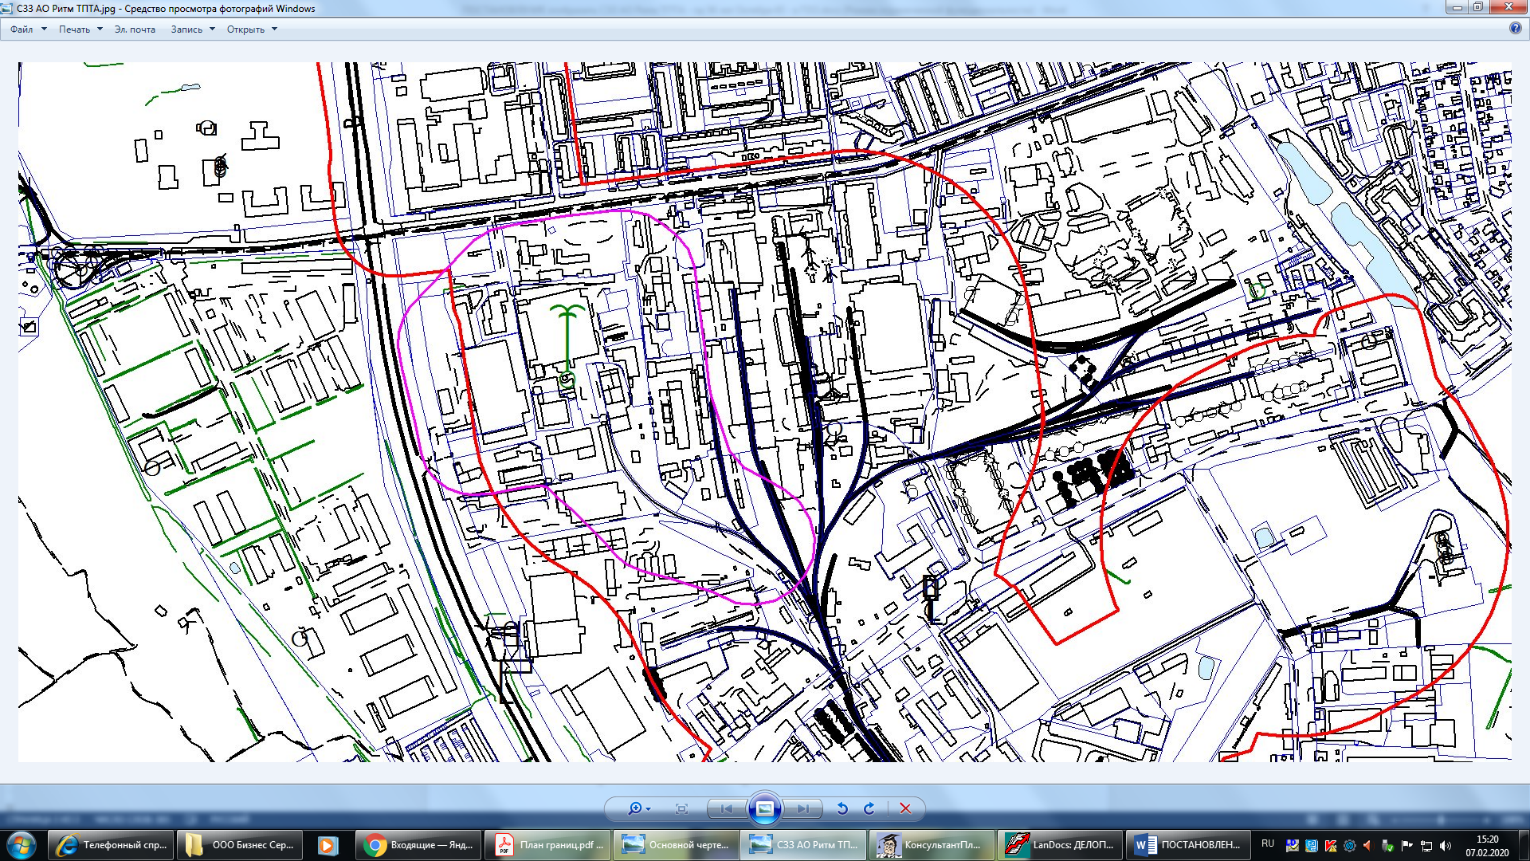 СЗЗ АО Ритм ТПТА.jpg - Средство просмотра фотографий Windows
Файл Печать Эл. почта Запись Открыть
Телефонный спр...
ООО Бизнес Сер...
Входящие — Янд...
План границ.pdf ...
Основной черте...
СЗЗ АО Ритм ТП...
КонсультантПл...
LanDocs: ДЕЛОП...
ПОСТАНОВЛЕН...
RU
15:20
07.02.2020